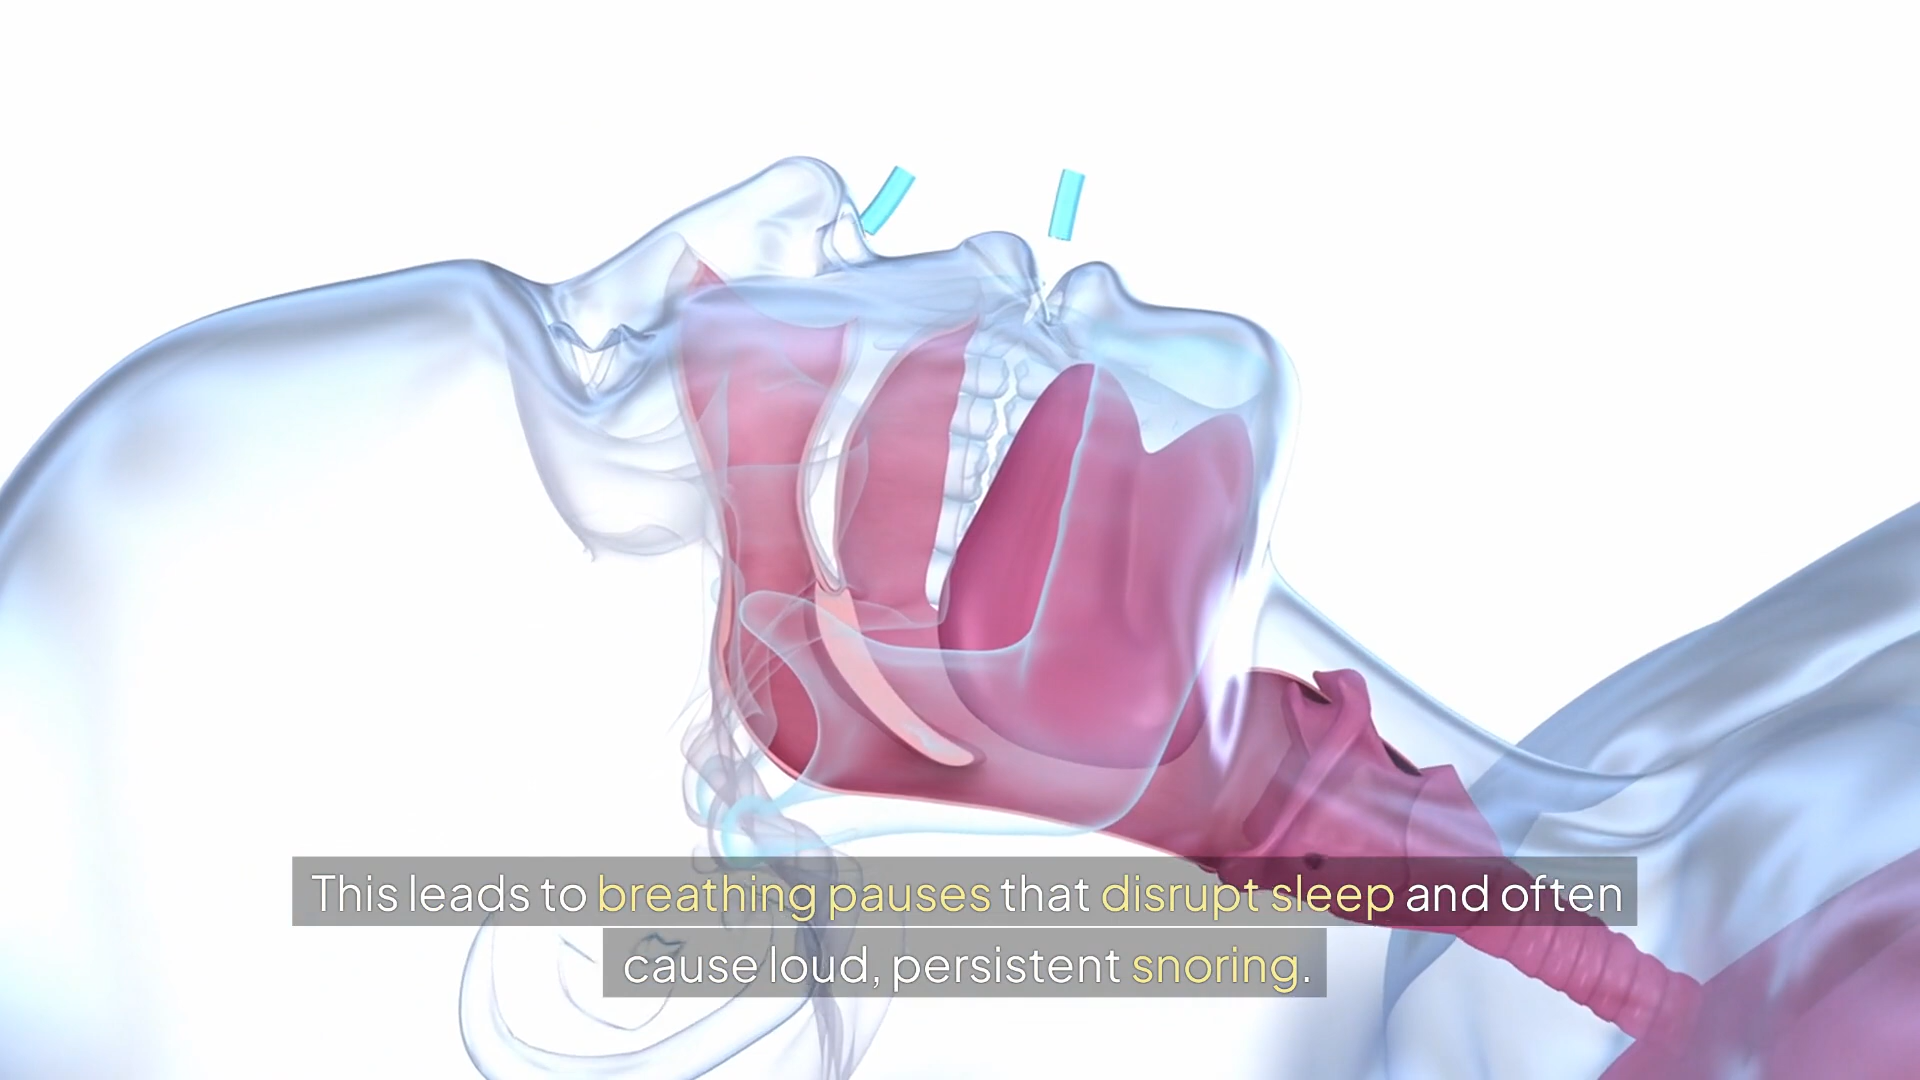 This leads to breathing pauses that disrupt sleep and often
cause loud, persistent snoring.